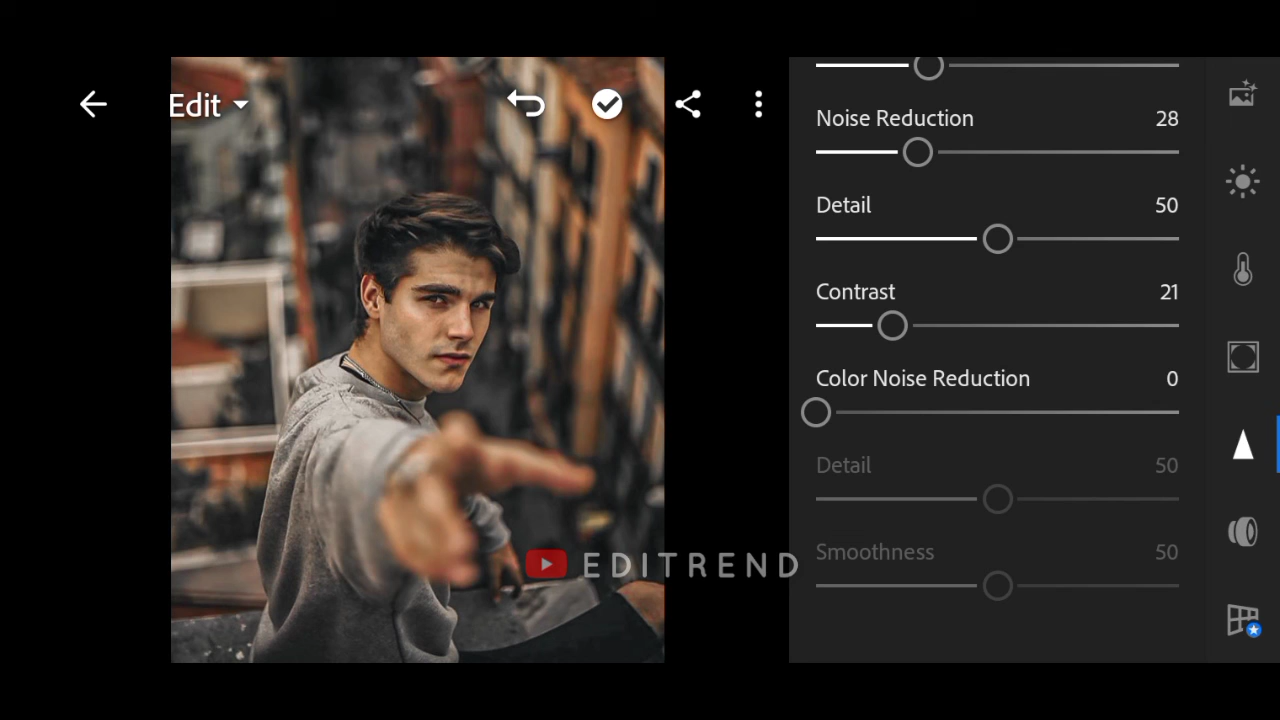 Edit
Noise Reduction 28
Detail 50
Contrast 21
Color Noise Reduction 0
Detail 50
Smoothness 50
EDITREND